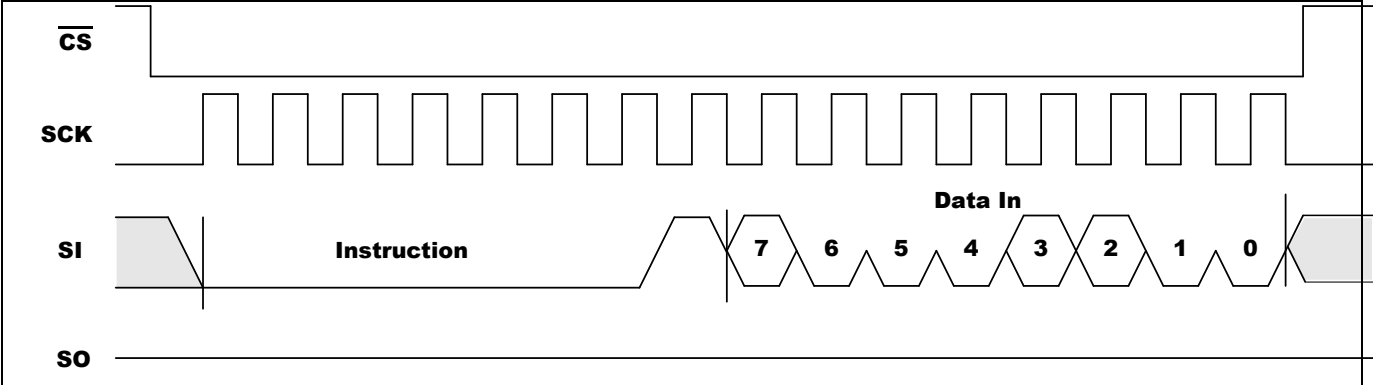 CS
SCK
Data In
SI Instruction 7 6 5 4 3 2 1 0
SO